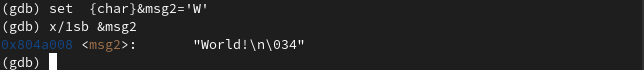 (gdb) set  {char}&msg2='W'
(gdb) x/1sb &msg2
0x804a008 <msg2>:        "World!\n\034"
(gdb)